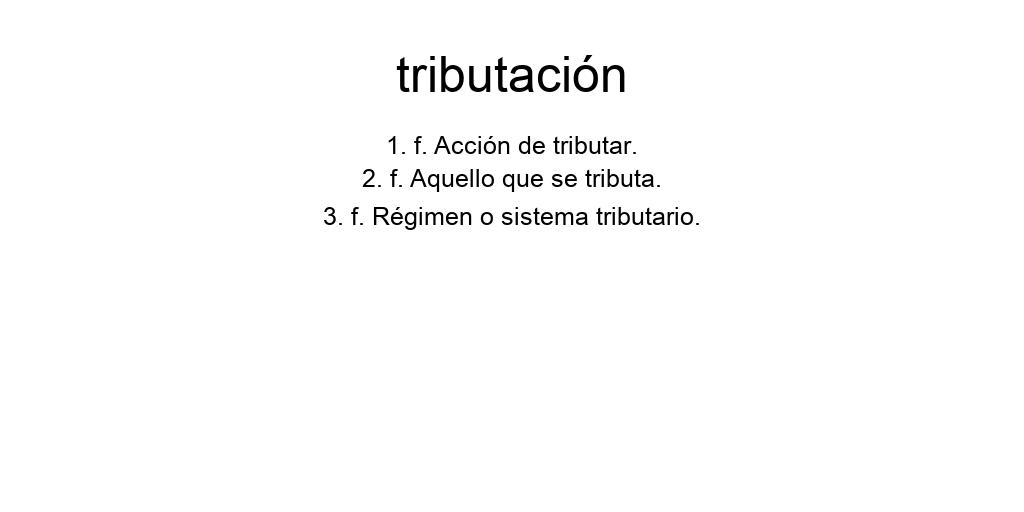 tributación
1. f. Acción de tributar.
2. f. Aquello que se tributa.
3. f. Régimen o sistema tributario.